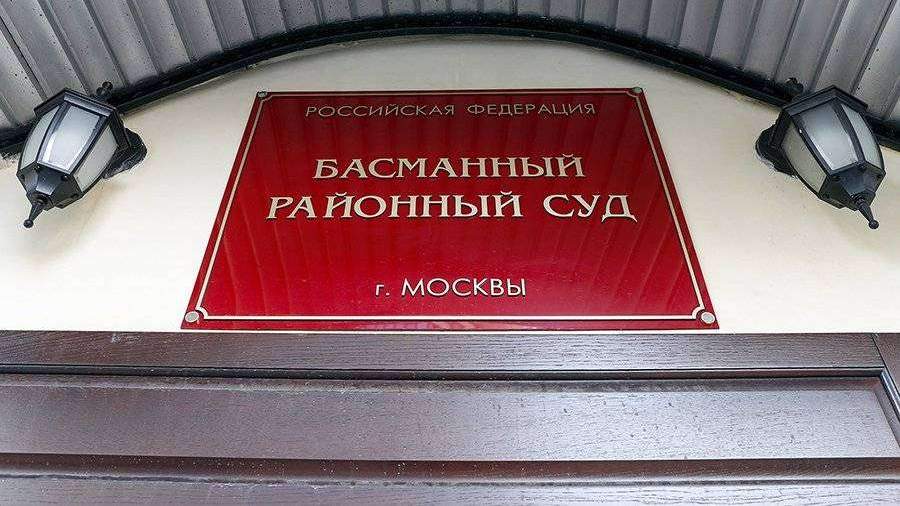 РОССИЙСКАЯ ФЕДЕРАЦИЯ
БАСМАННЫЙ
РАЙОННЫЙ СУД
г. МОСКВЫ